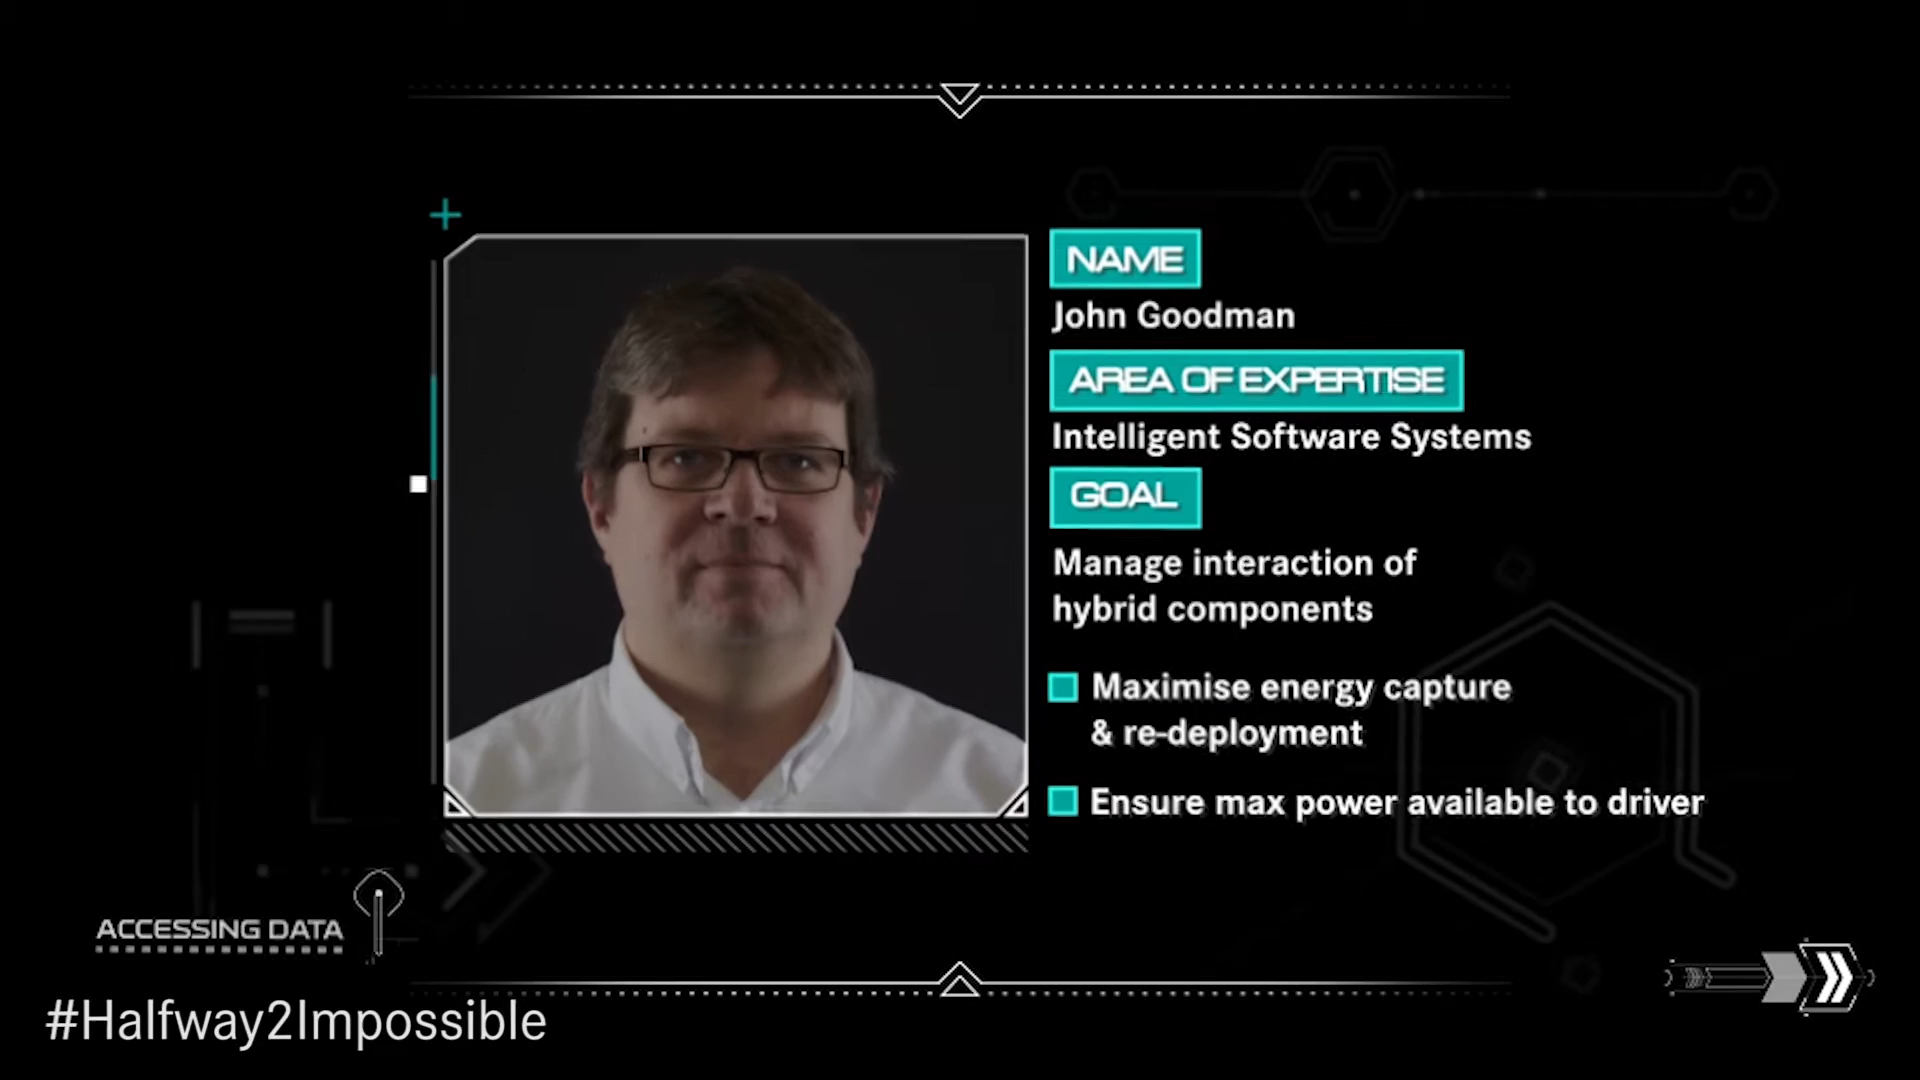 NAME
John Goodman
AREA OF EXPERTISE
Intelligent Software Systems
GOAL
Manage interaction of
hybrid components
Maximise energy capture
& re-deployment
Ensure max power available to driver
ACCESSING DATA
#Halfway2Impossible